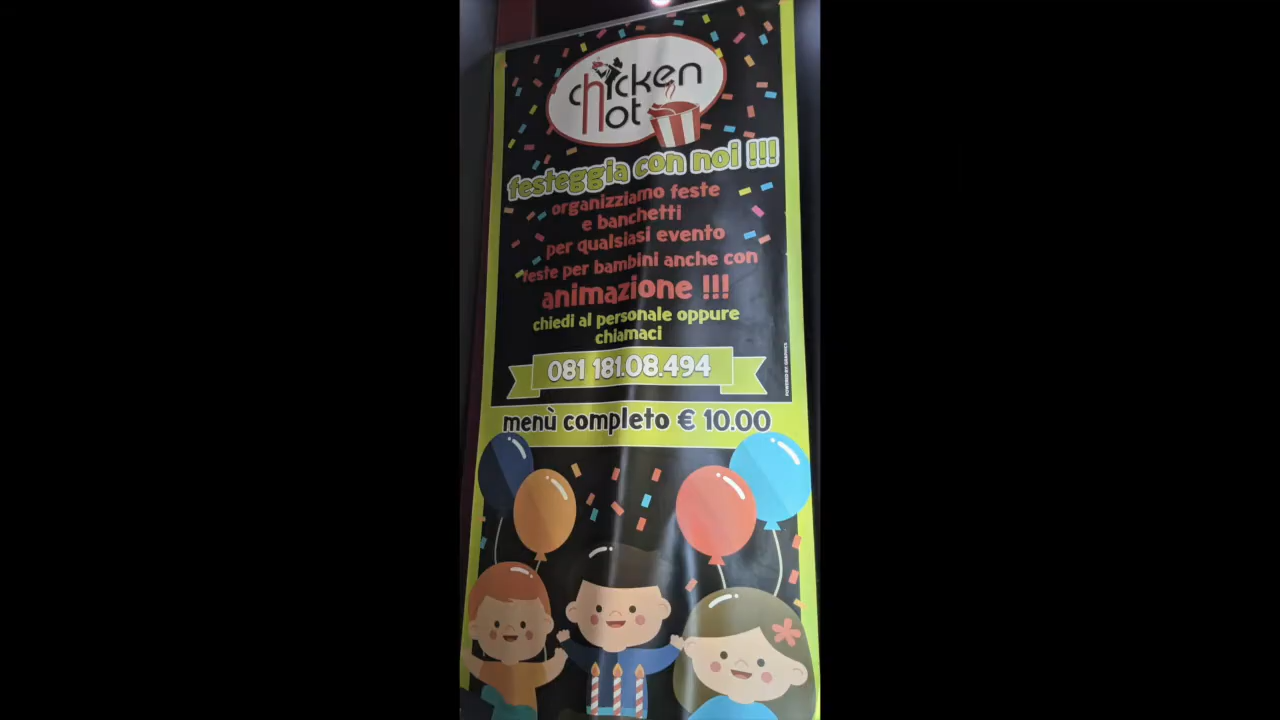 chicken
hot
festeggia con noi !!!
organizziamo feste
e banchetti
per qualsiasi evento
feste per bambini anche con
animazione !!!
chiedi al personale oppure
chiamaci
081 181.08.494
menù completo € 10.00